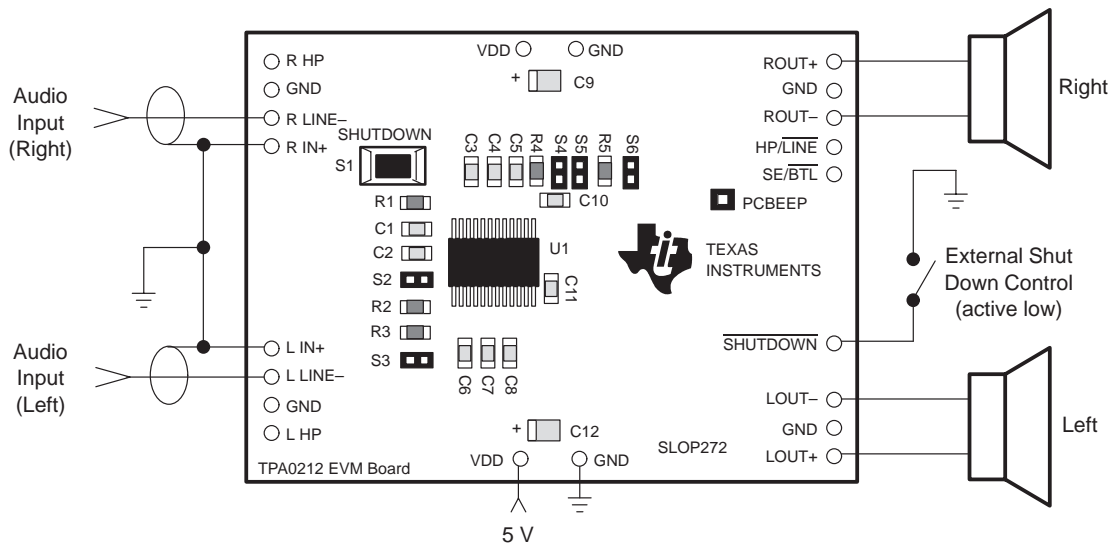 VDD
GND
R HP
GND
R LINE–
R IN+
Audio
Input
(Right)
SHUTDOWN
S1
+
C9
C3
C4
C5
R4
S4
S5
R5
S6
C10
ROUT+
GND
ROUT–
HP/LINE
SE/BTL
Right
PCBEEP
R1
C1
C2
S2
R2
R3
S3
U1
C11
TEXAS
INSTRUMENTS
External Shut
Down Control
(active low)
SHUTDOWN
Audio
Input
(Left)
L IN+
L LINE–
GND
L HP
C6
C7
C8
+
C12
LOUT–
GND
LOUT+
Left
SLOP272
TPA0212 EVM Board
VDD
GND
5 V